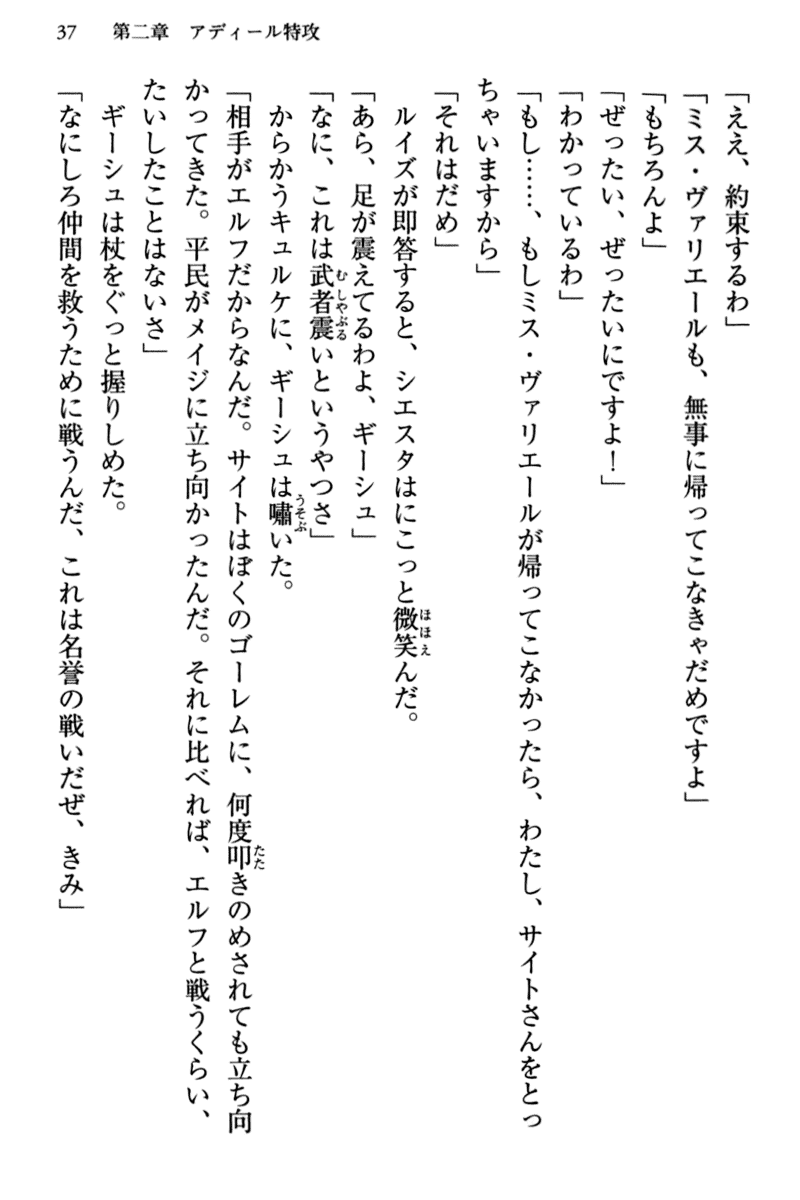 37　第二章　アディール特攻
「ええ、約束するわ」
「ミス・ヴァリエールも、無事に帰ってこなきゃだめですよ」
「もちろんよ」
「ぜったい、ぜったいにですよ！」
「わかっているわ」
「もし……、もしミス・ヴァリエールが帰ってこなかったら、わたし、サイトさんをとっ
ちゃいますから」
「それはだめ」
　ルイズが即答すると、シエスタはにこっと微笑んだ。
「あら、足が震えてるわよ、ギーシュ」
「なに、これは武者震いというやつさ」
　からかうキュルケに、ギーシュは嘯いた。
「相手がエルフだからなんだ。サイトはぼくのゴーレムに、何度叩きのめされても立ち向
かってきた。平民がメイジに立ち向かったんだ。それに比べれば、エルフと戦うくらい、
たいしたことはないさ」
　ギーシュは杖をぐっと握りしめた。
「なにしろ仲間を救うために戦うんだ、これは名誉の戦いだぜ、きみ」